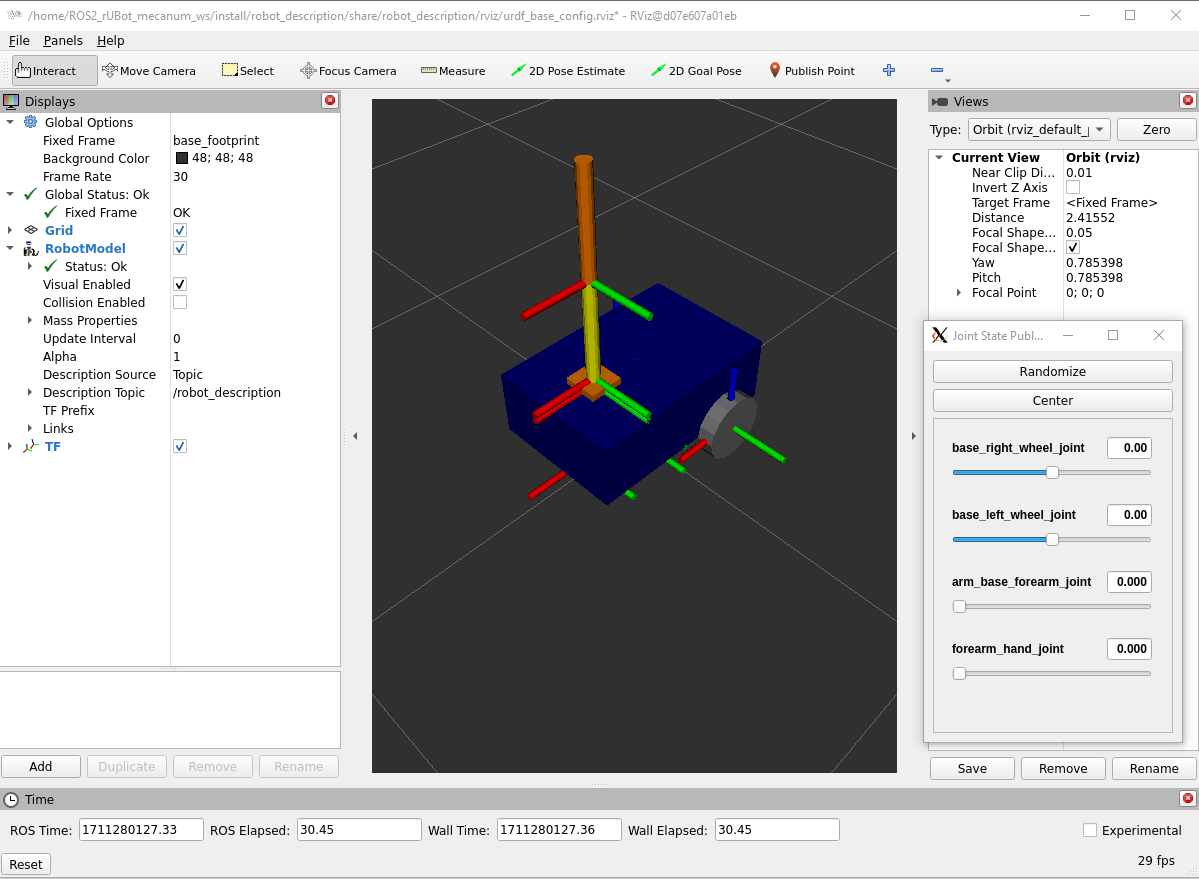 /home/ROS2_rUBot_mecanum_ws/install/robot_description/share/robot_description/rviz/urdf_base_config.rviz* - RViz@d07e607a01eb
File Panels Help
Interact Move Camera Select Focus Camera Measure 2D Pose Estimate 2D Goal Pose Publish Point
Displays
Global Options
Fixed Frame base_footprint
Background Color 48; 48; 48
Frame Rate 30
Global Status: Ok
Fixed Frame OK
Grid
RobotModel
Status: Ok
Visual Enabled
Collision Enabled
Mass Properties
Update Interval 0
Alpha 1
Description Source Topic
Description Topic /robot_description
TF Prefix
Links
TF
Add Duplicate Remove Rename
Views
Type: Orbit (rviz_default_ Zero
Current View Orbit (rviz)
Near Clip Di... 0.01
Invert Z Axis
Target Frame <Fixed Frame>
Distance 2.41552
Focal Shape... 0.05
Focal Shape...
Yaw 0.785398
Pitch 0.785398
Focal Point 0; 0; 0
Joint State Publ...
Randomize
Center
base_right_wheel_joint 0.00
base_left_wheel_joint 0.00
arm_base_forearm_joint 0.000
forearm_hand_joint 0.000
Save Remove Rename
Time
ROS Time: 1711280127.33 ROS Elapsed: 30.45 Wall Time: 1711280127.36 Wall Elapsed: 30.45 Experimental
Reset 29 fps